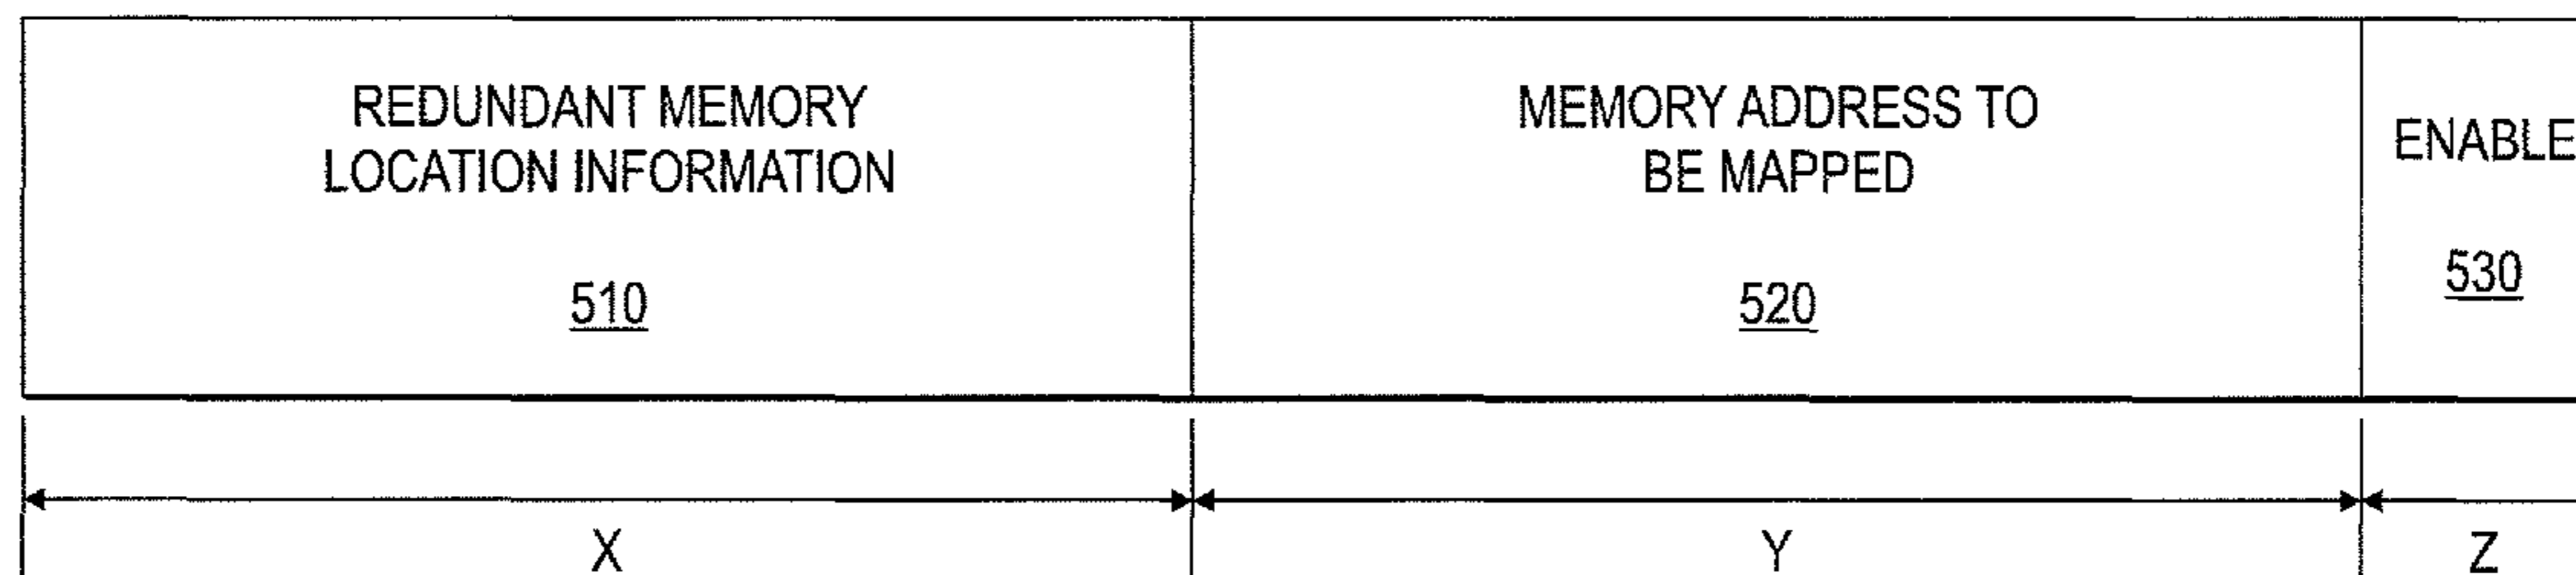 REDUNDANT MEMORY
LOCATION INFORMATION
510
MEMORY ADDRESS TO
BE MAPPED
520
ENABLE
530
X
Y
Z